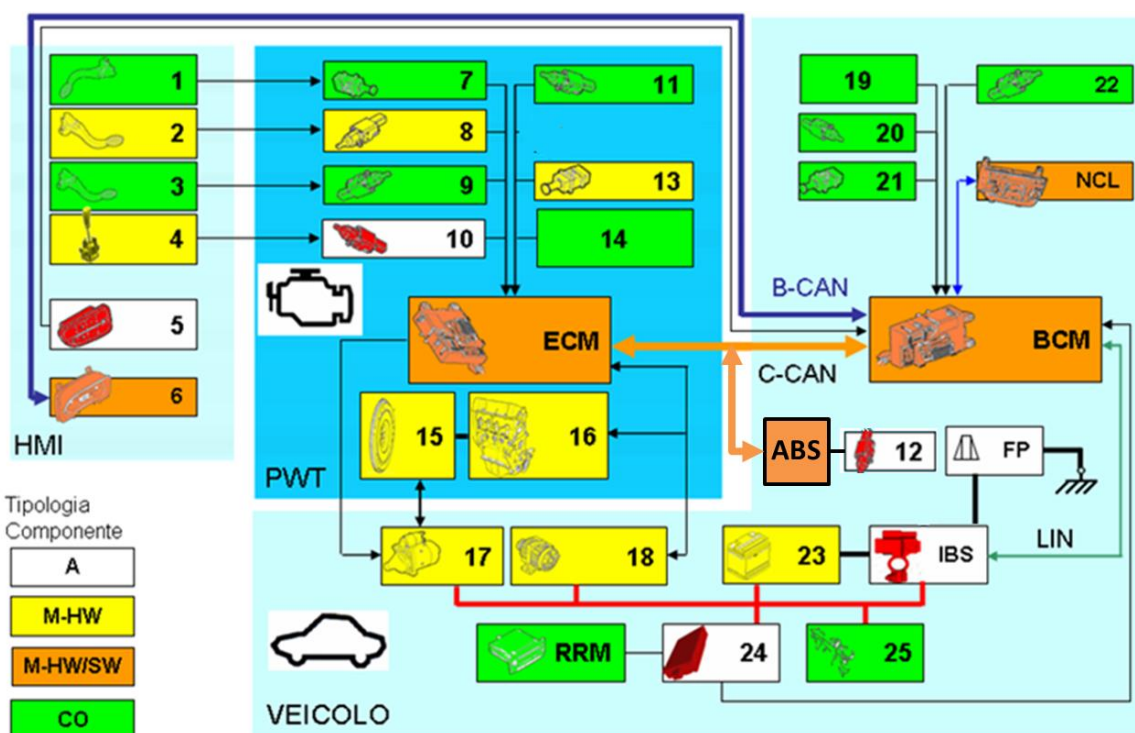 1
7
11
19
22
2
8
20
3
9
13
21
NCL
4
10
14
B-CAN
5
ECM
BCM
C-CAN
6
HMI
15
16
ABS
12
FP
PWT
Tipologia
Componente
A
M-HW
M-HW/SW
CO
17
18
23
IBS
LIN
RRM
24
25
VEICOLO